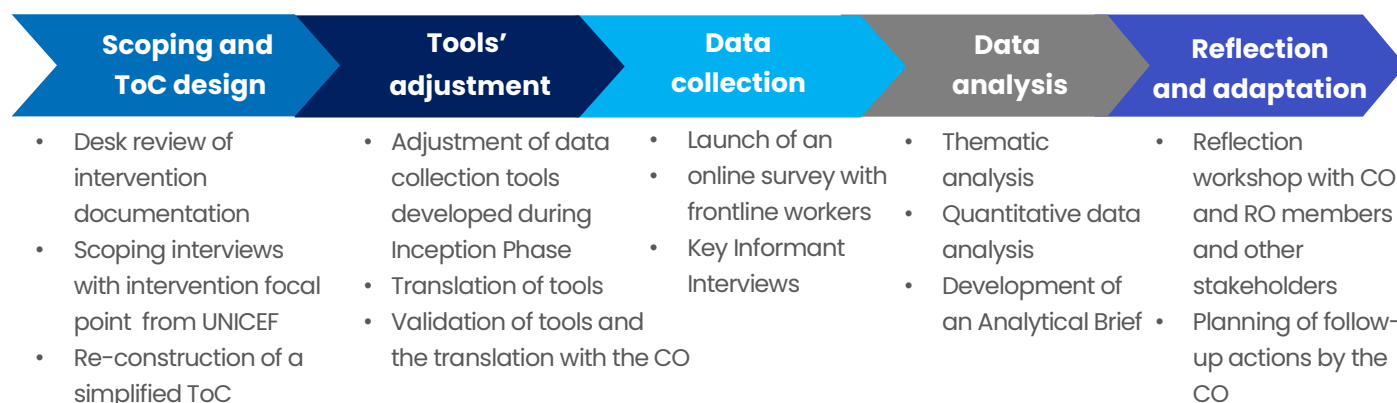 Scoping and
ToC design
Tools’
adjustment
Data
collection
Data
analysis
Reflection
and adaptation
• Desk review of
intervention
documentation
• Scoping interviews
with intervention focal
point from UNICEF
• Re-construction of a
simplified ToC
• Adjustment of data
collection tools
developed during
Inception Phase
• Translation of tools
• Validation of tools and
the translation with the CO
• Launch of an
• online survey with
frontline workers
• Key Informant
Interviews
• Thematic
analysis
• Quantitative data
analysis
• Development of
an Analytical Brief
• Reflection
workshop with CO
and RO members
and other
stakeholders
• Planning of follow-
up actions by the
CO